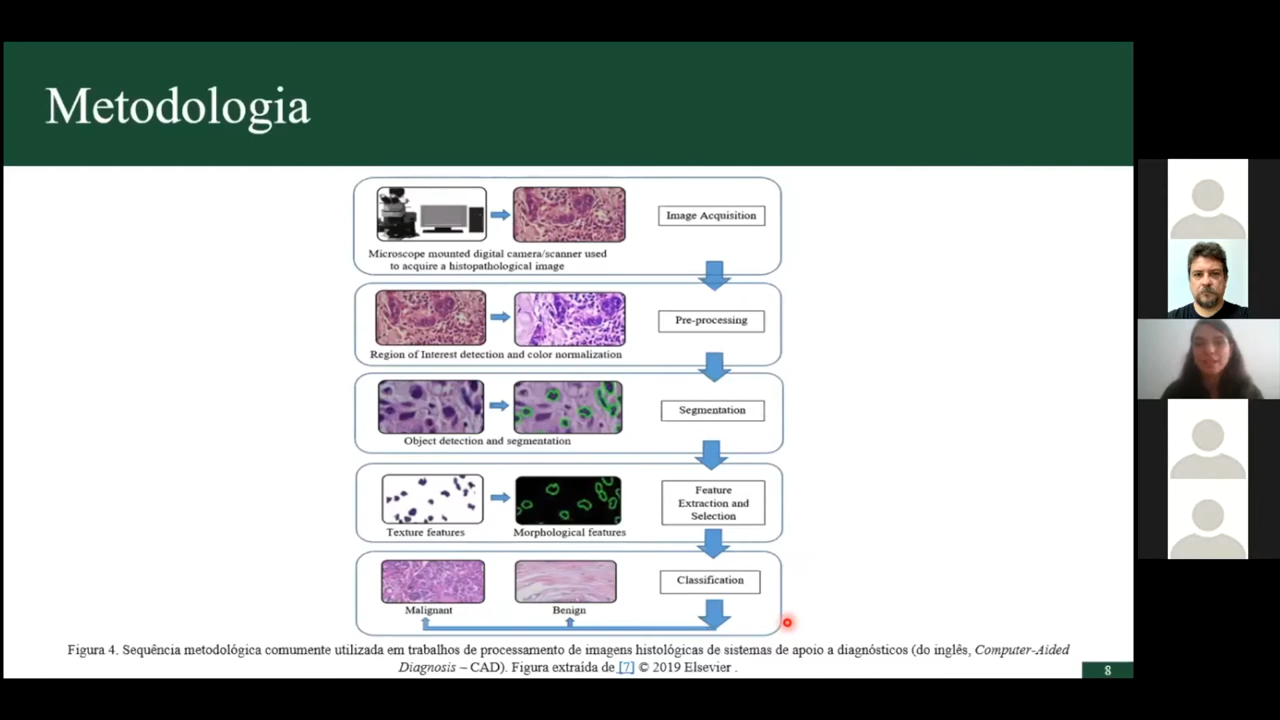 Metodologia
Image Acquisition
Microscope mounted digital camera/scanner used
to acquire a histopathological image
Pre-processing
Region of Interest detection and color normalization
Segmentation
Object detection and segmentation
Feature
Extraction and
Selection
Texture features
Morphological features
Classification
Malignant
Benign
Figura 4. Sequência metodológica comumente utilizada em trabalhos de processamento de imagens histológicas de sistemas de apoio a diagnósticos (do inglês, Computer-Aided
Diagnosis – CAD). Figura extraída de [7] © 2019 Elsevier .
8